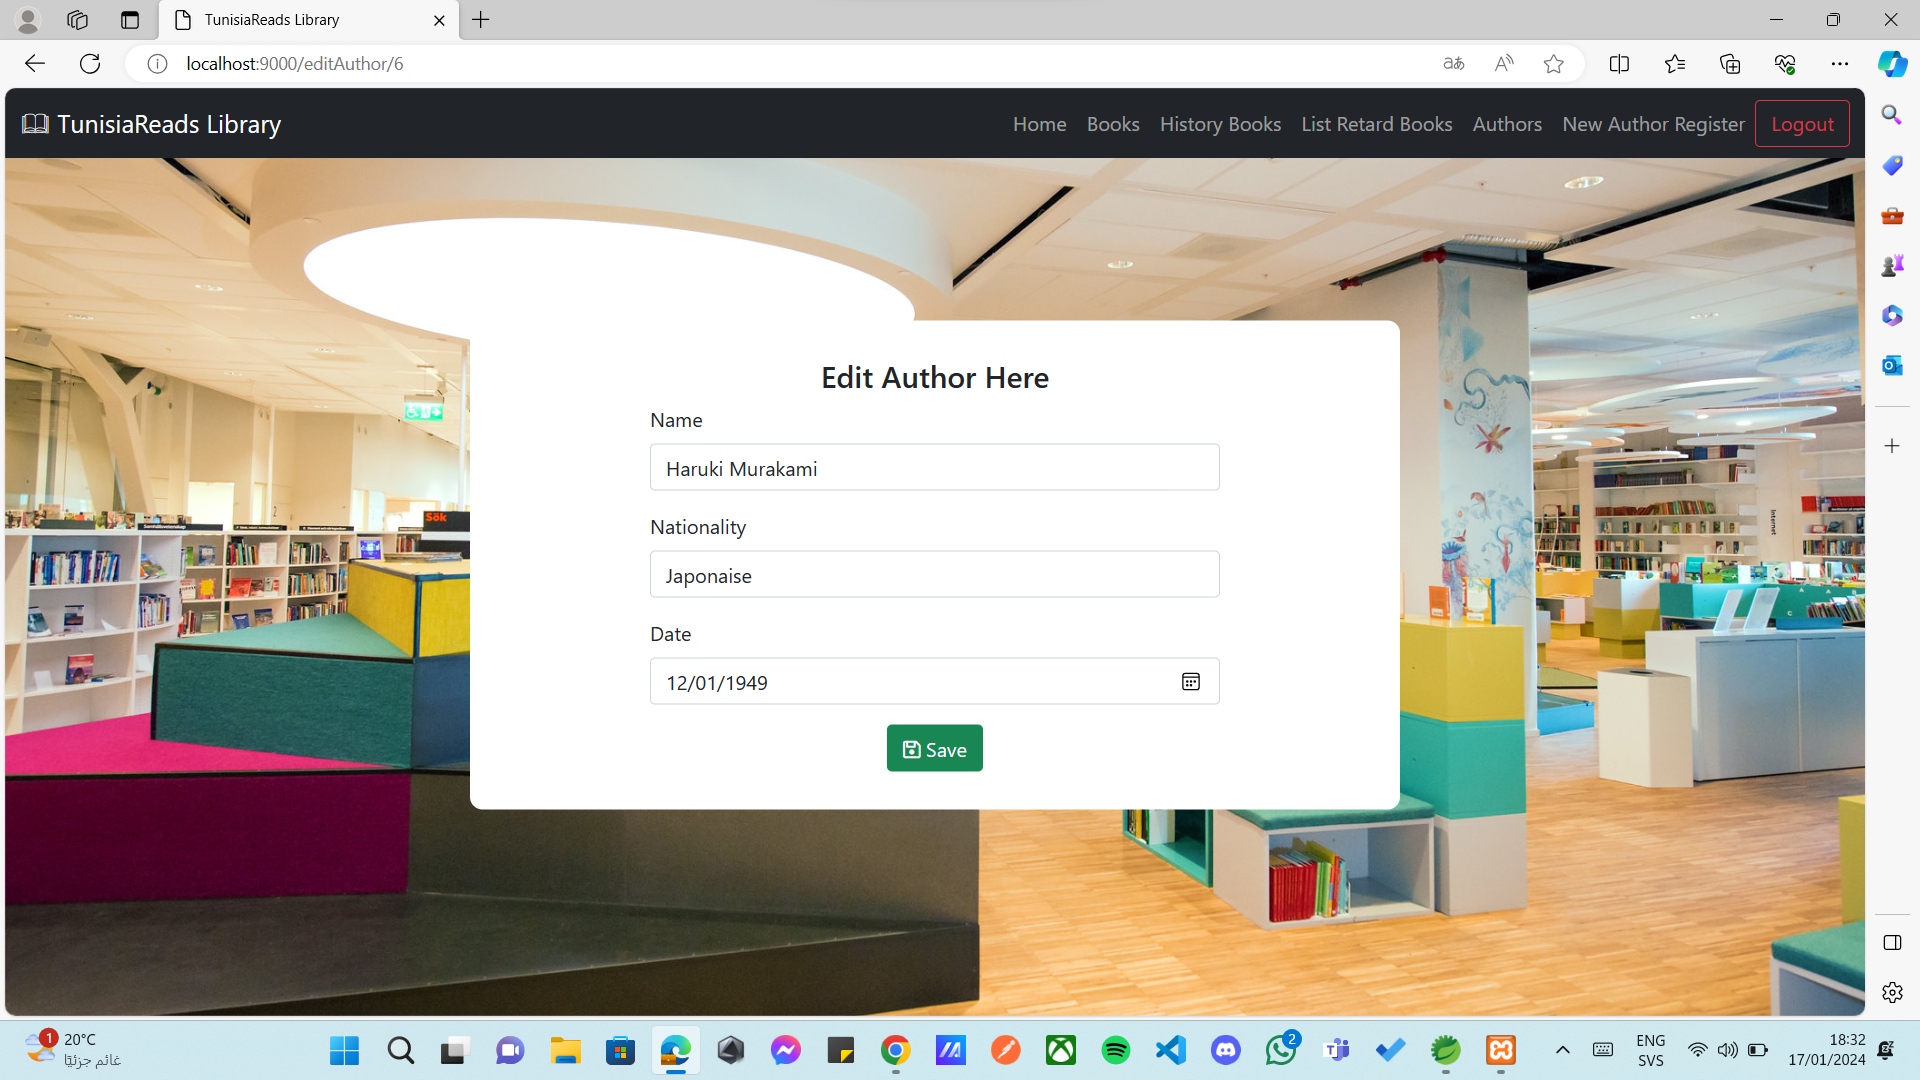 TunisiaReads Library
localhost:9000/editAuthor/6
TunisiaReads Library
Home Books History Books List Retard Books Authors New Author Register Logout
Edit Author Here
Name
Haruki Murakami
Nationality
Japonaise
Date
12/01/1949
Save
Sök
Internet
1
20°C
غائم جزئيًا
2
ENG
SVS
18:32
17/01/2024